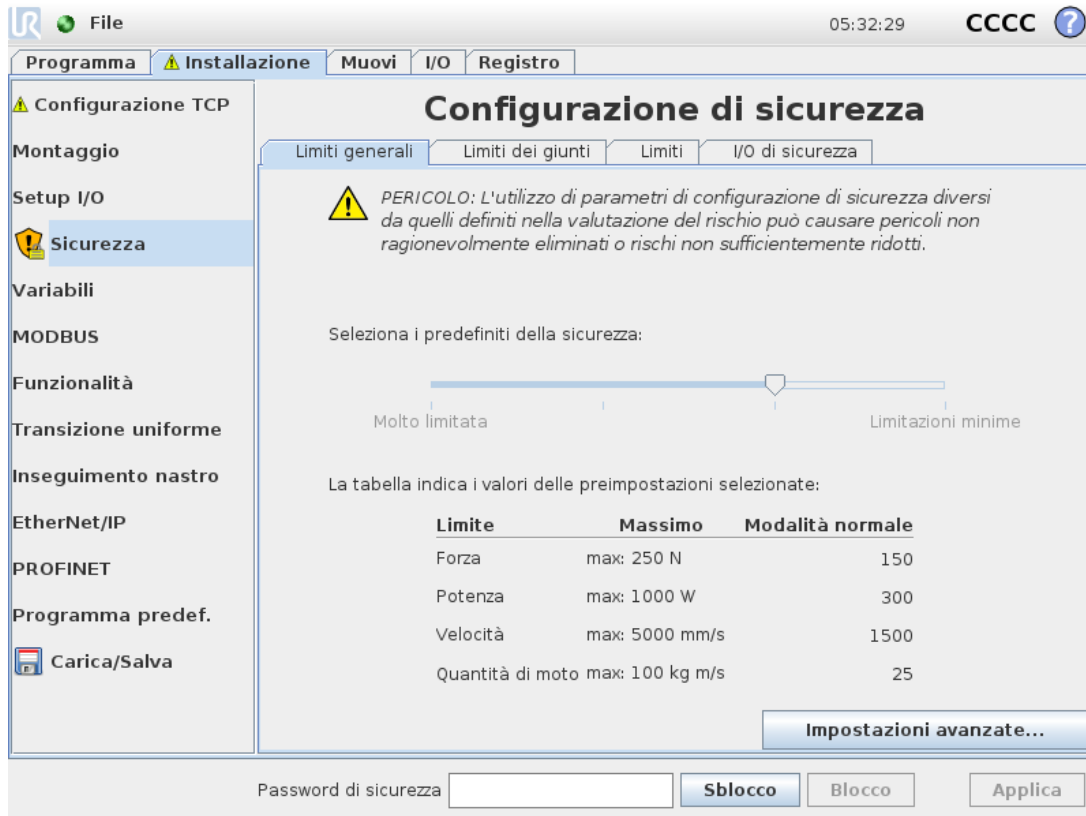 UR File 05:32:29 CCCC ?
Programma Installazione Muovi I/O Registro
Configurazione TCP
Montaggio
Setup I/O
Sicurezza
Variabili
MODBUS
Funzionalità
Transizione uniforme
Inseguimento nastro
EtherNet/IP
PROFINET
Programma predef.
Carica/Salva
Configurazione di sicurezza
Limiti generali Limiti dei giunti Limiti I/O di sicurezza
PERICOLO: L'utilizzo di parametri di configurazione di sicurezza diversi
da quelli definiti nella valutazione del rischio può causare pericoli non
ragionevolmente eliminati o rischi non sufficientemente ridotti.
Seleziona i predefiniti della sicurezza:
Molto limitata Limitazioni minime
La tabella indica i valori delle preimpostazioni selezionate:
Limite Massimo Modalità normale
Forza max: 250 N 150
Potenza max: 1000 W 300
Velocità max: 5000 mm/s 1500
Quantità di moto max: 100 kg m/s 25
Impostazioni avanzate...
Password di sicurezza Sblocco Blocco Applica